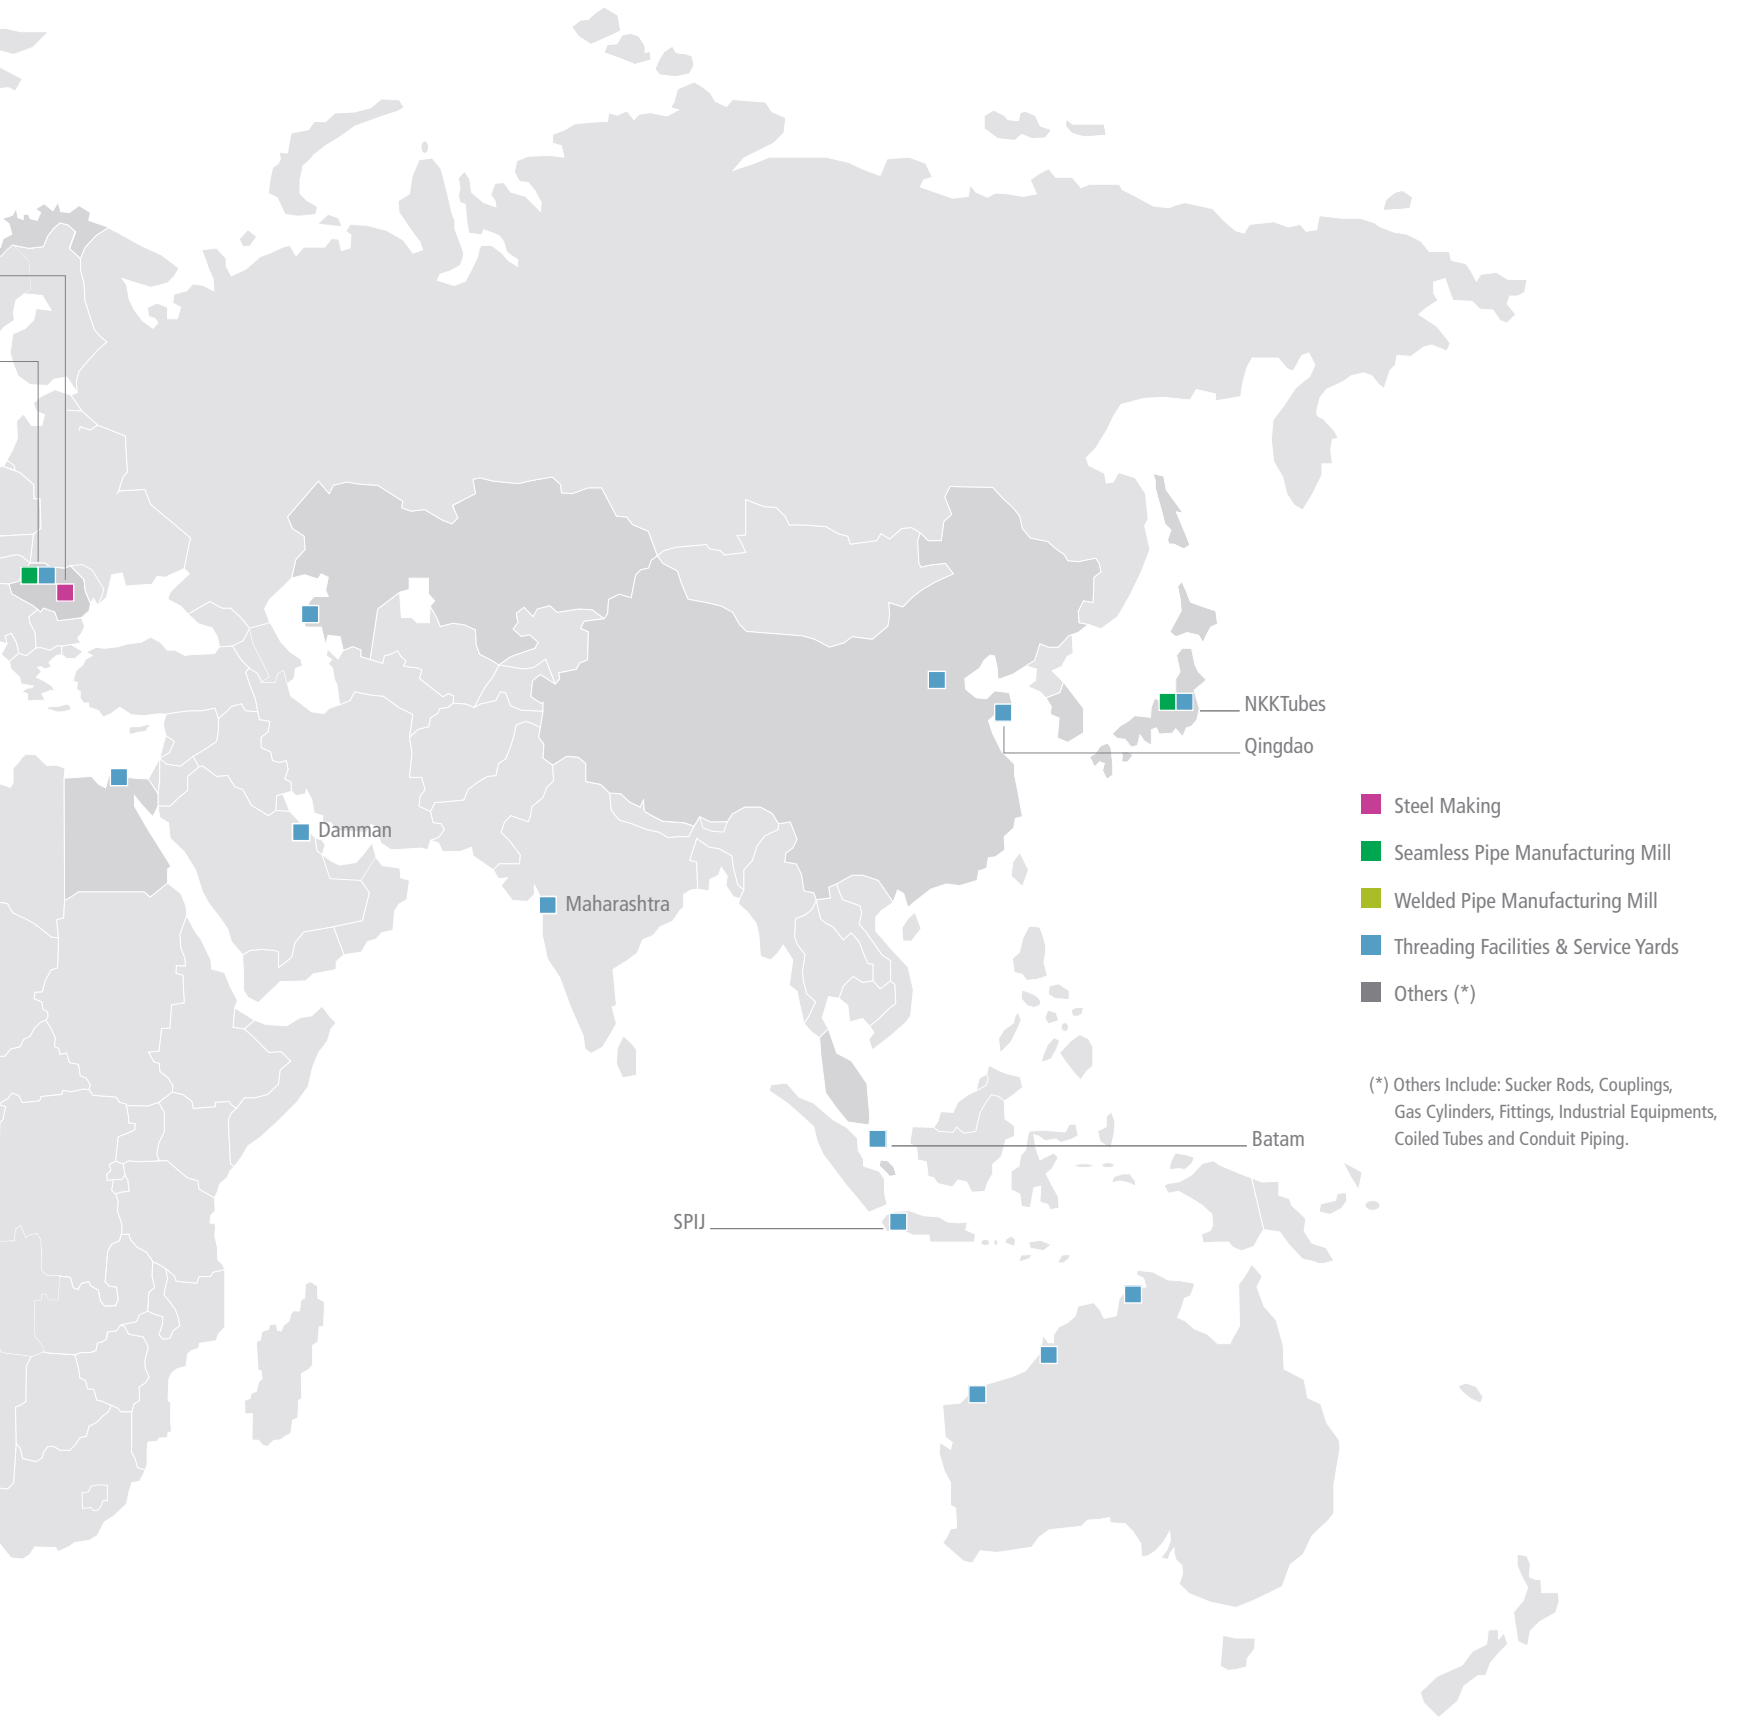 NKKTubes
Qingdao
Steel Making
Damman
Seamless Pipe Manufacturing Mill
Maharashtra
Welded Pipe Manufacturing Mill
Threading Facilities & Service Yards
Others (*)
(*) Others Include: Sucker Rods, Couplings,
Gas Cylinders, Fittings, Industrial Equipments,
Coiled Tubes and Conduit Piping.
Batam
SPIJ